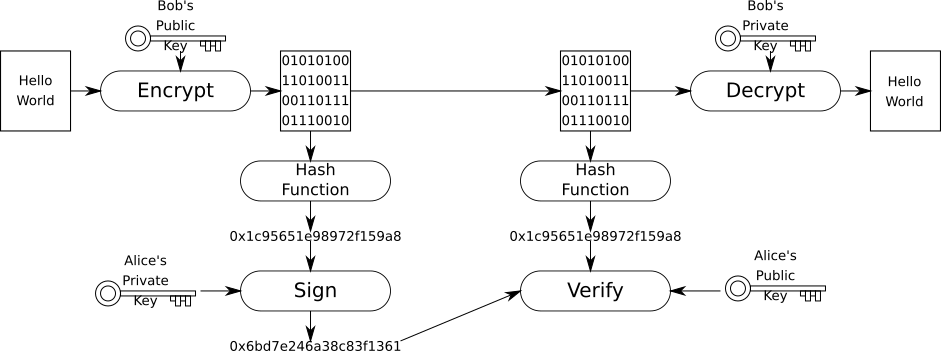 Bob's
Public
Key
Bob's
Private
Key
Hello
World
Encrypt
01010100
11010011
00110111
01110010
01010100
11010011
00110111
01110010
Decrypt
Hello
World
Hash
Function
Hash
Function
0x1c95651e98972f159a8
0x1c95651e98972f159a8
Alice's
Private
Key
Sign
Verify
Alice's
Public
Key
0x6bd7e246a38c83f1361